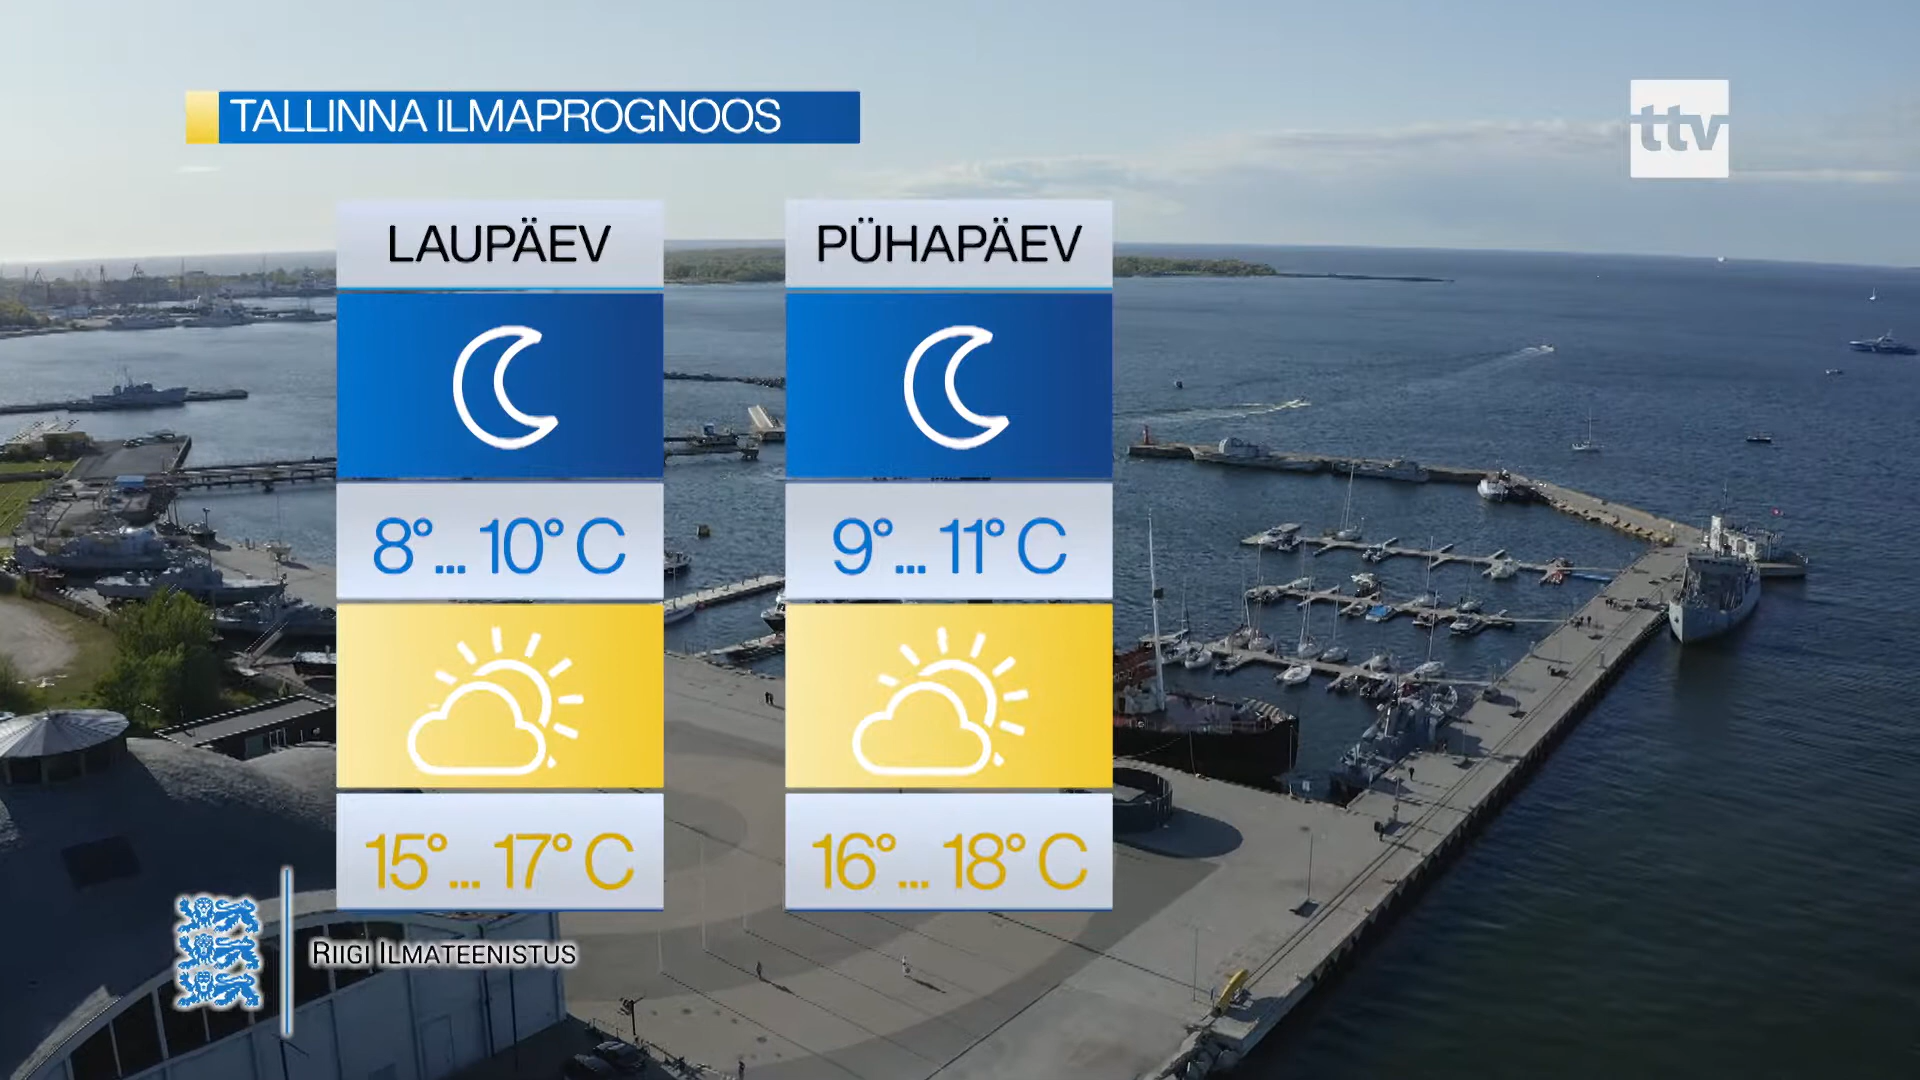 TALLINNA ILMAPROGNOOS
ttv
LAUPÄEV
8°... 10° C
15°... 17° C
PÜHAPÄEV
9°... 11° C
16°... 18° C
RIIGI ILMATEENISTUS